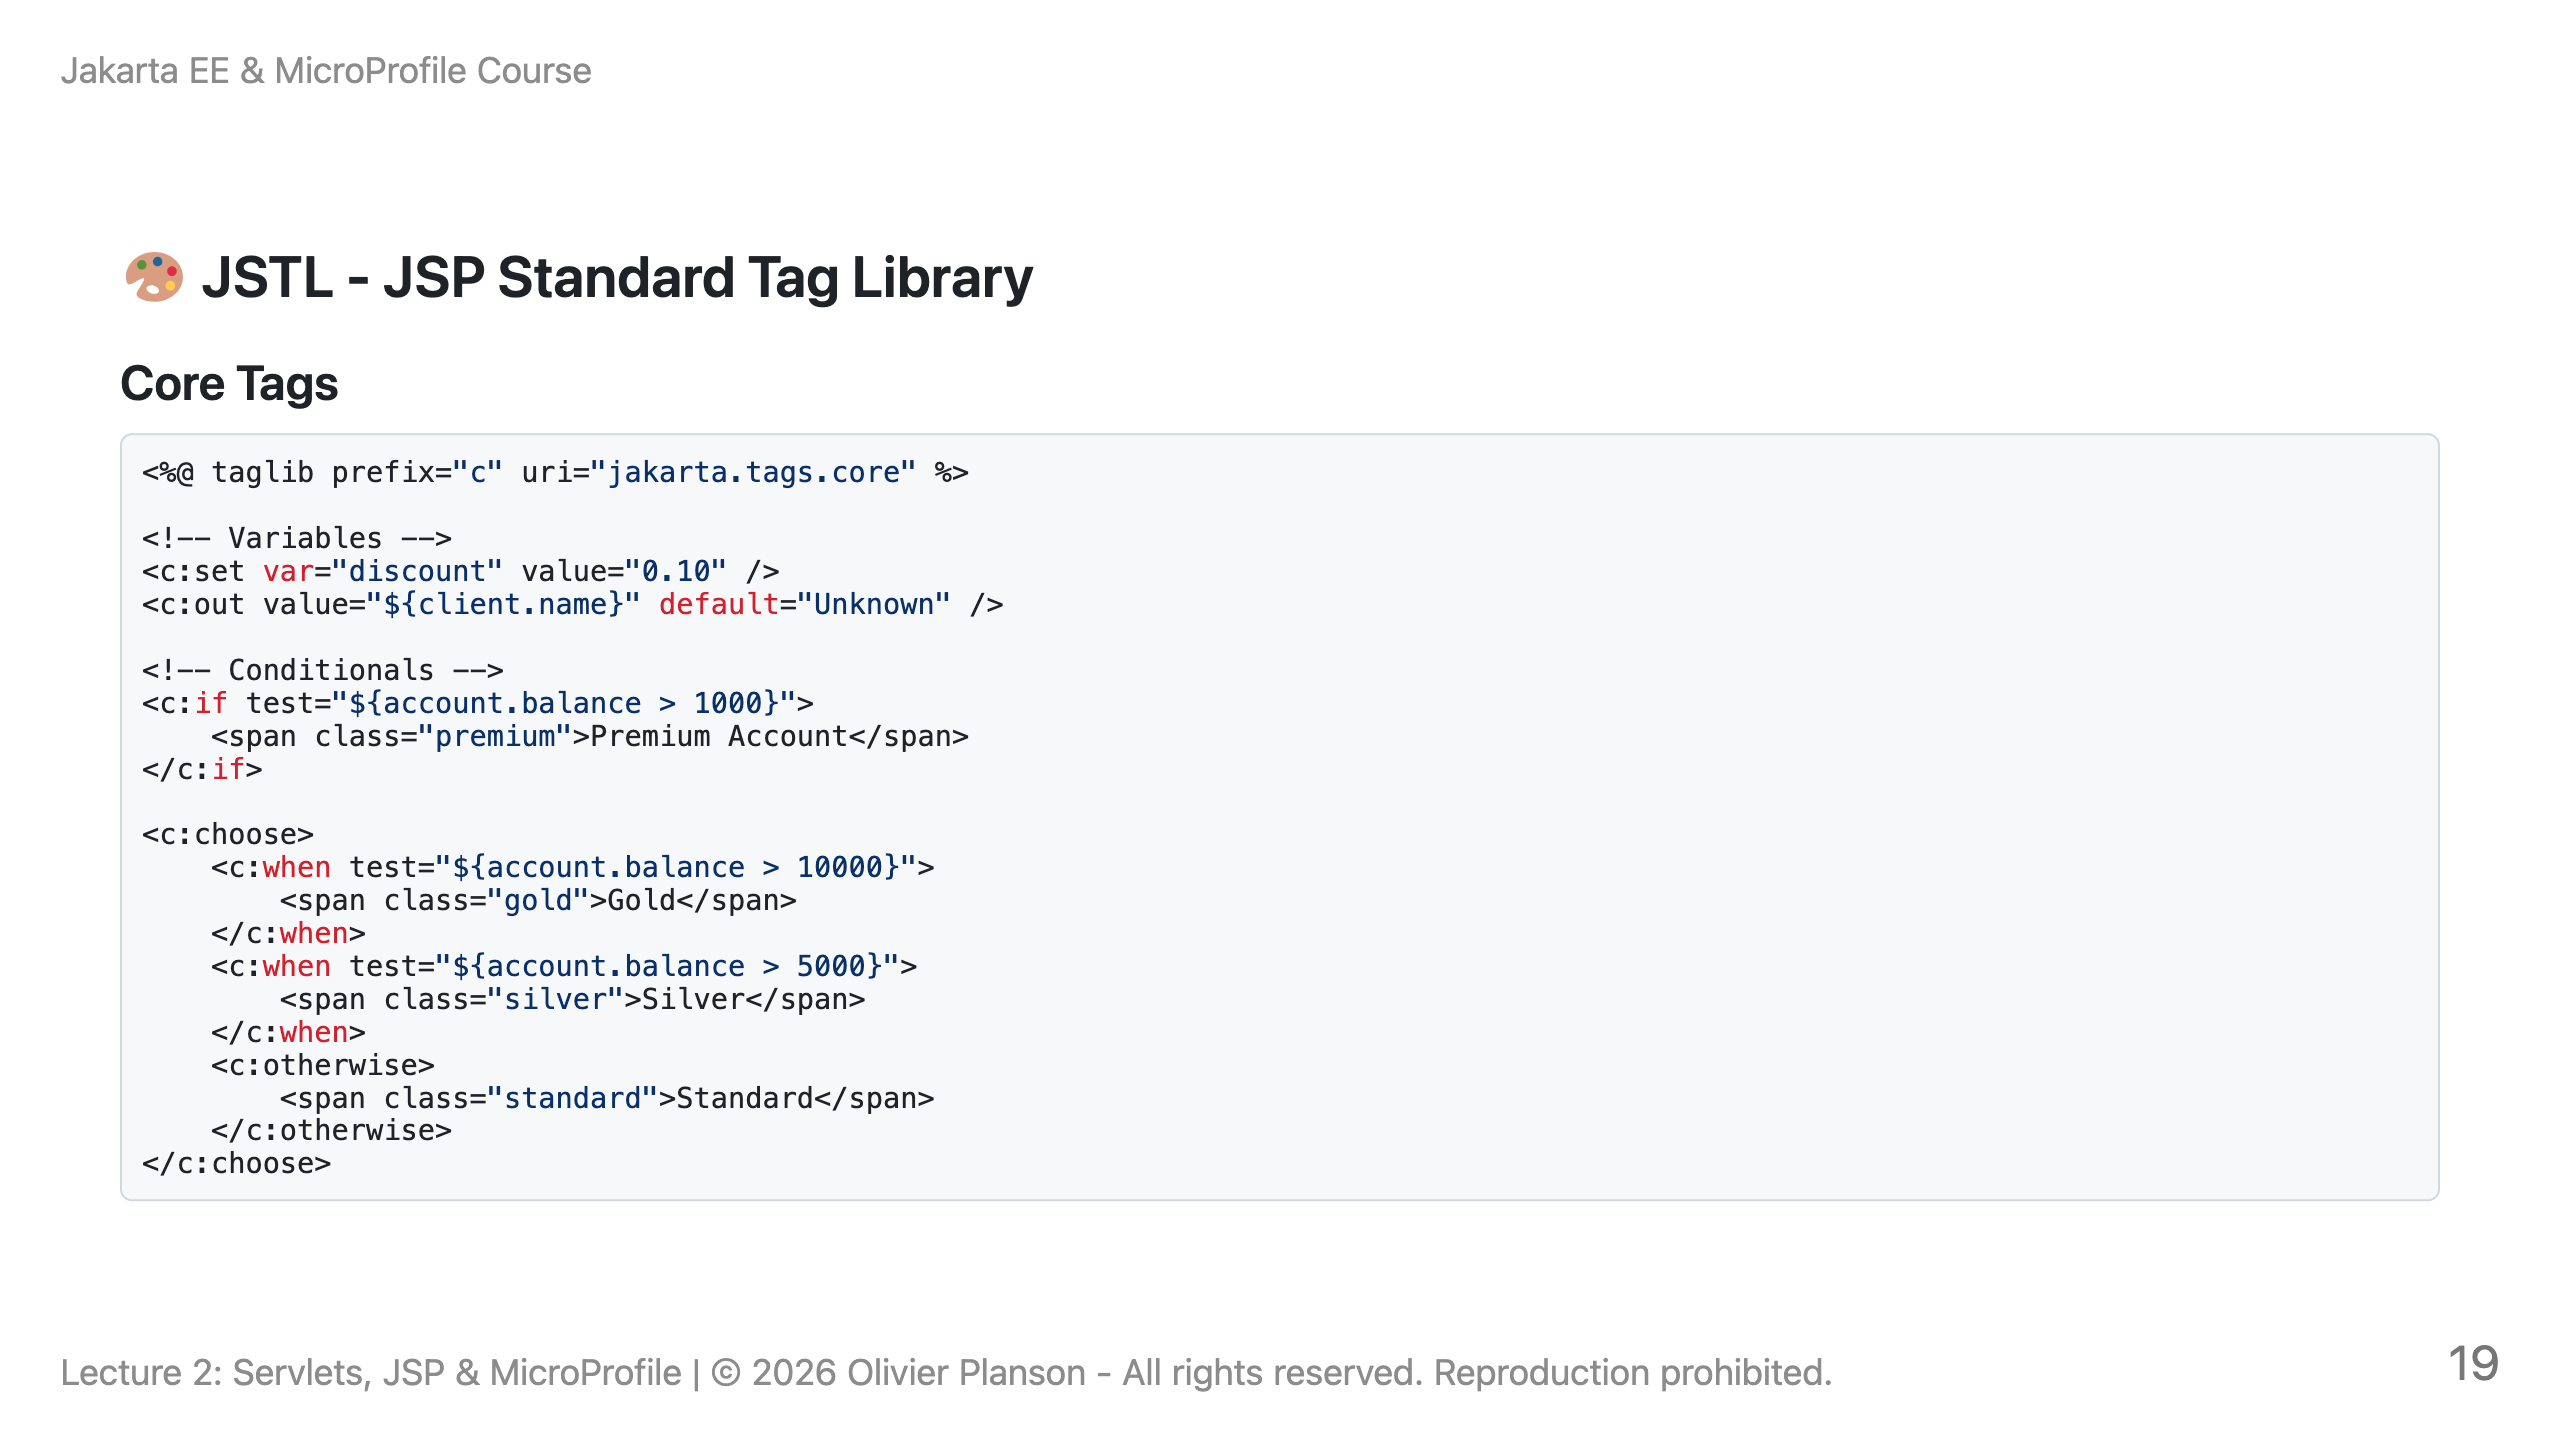 Jakarta EE & MicroProfile Course
🎨 JSTL - JSP Standard Tag Library
Core Tags
<%@ taglib prefix="c" uri="jakarta.tags.core" %>

<!-- Variables -->
<c:set var="discount" value="0.10" />
<c:out value="${client.name}" default="Unknown" />

<!-- Conditionals -->
<c:if test="${account.balance > 1000}">
    <span class="premium">Premium Account</span>
</c:if>

<c:choose>
    <c:when test="${account.balance > 10000}">
        <span class="gold">Gold</span>
    </c:when>
    <c:when test="${account.balance > 5000}">
        <span class="silver">Silver</span>
    </c:when>
    <c:otherwise>
        <span class="standard">Standard</span>
    </c:otherwise>
</c:choose>
Lecture 2: Servlets, JSP & MicroProfile | © 2026 Olivier Planson - All rights reserved. Reproduction prohibited.
19